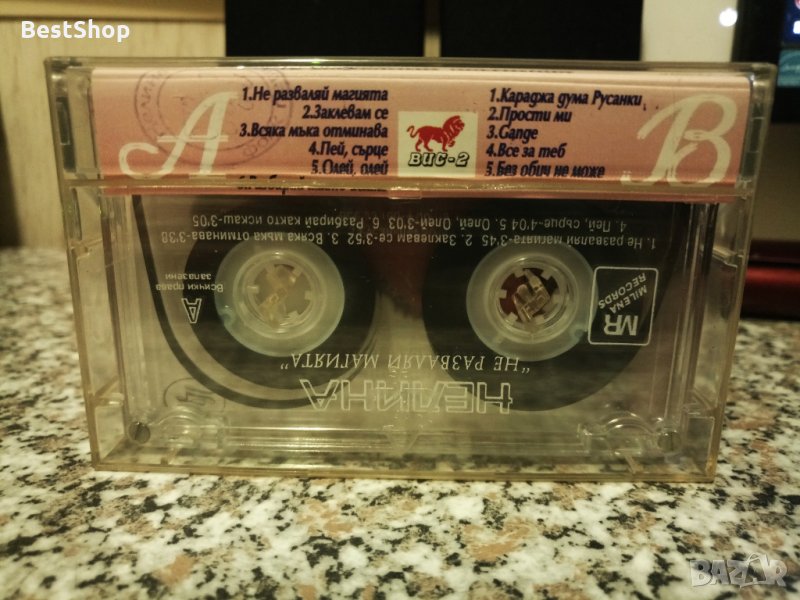 BestShop
A
1.Не разваляй магията
2.Заклевам се
3.Всяка мъка отминава
4.Пей, сърце
5.Олей, олей
ВИС-2
1.Караджа дума Русанки
2.Прости ми
3.Gange
4.Все за теб
5.Без обич не може
B
1. Не разваляй магията-3'45 2. Заклевам се-3'52 3. Всяка мъка отминава-3'38
4. Пей, сърце-4'04 5. Олей, Олей-3'03 6. Разбирай както искаш-3'05
A
Всички права
запазени
MR
MILENA
RECORDS
"НЕ РАЗВАЛЯЙ МАГИЯТА"
НЕЛИНА
BAZAR